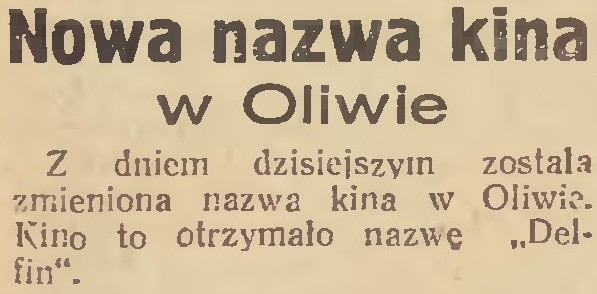 Nowa nazwa kina
w Oliwie
Z dniem dzisiejszym została
zmieniona nazwa kina w Oliwie.
Kino to otrzymało nazwę „Del-
fin“.